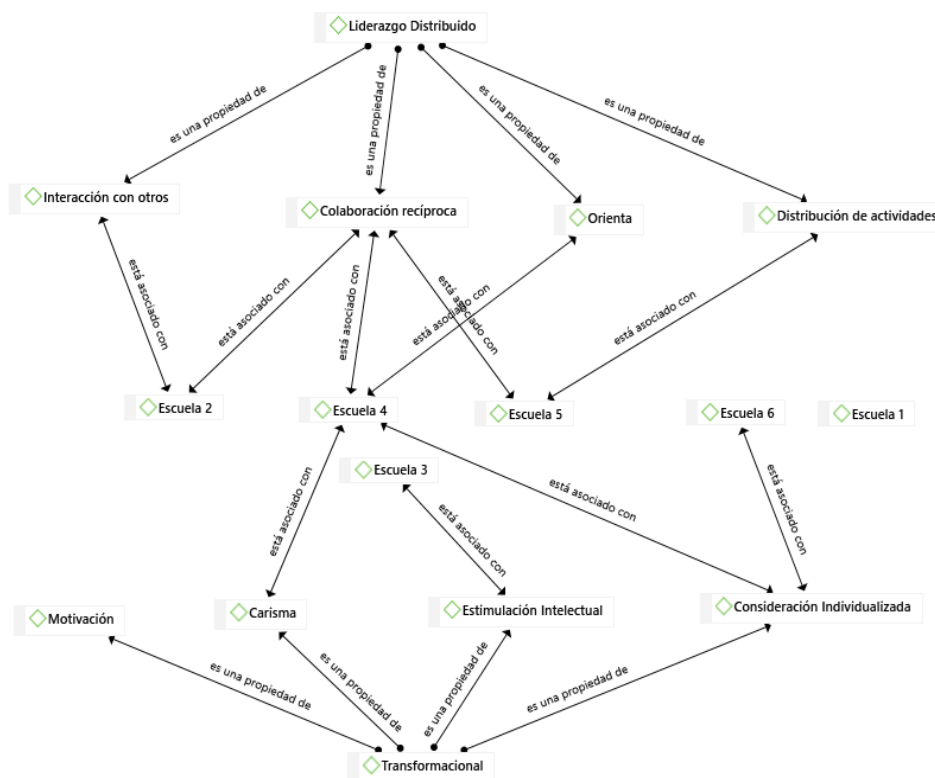 Liderazgo Distribuido
es una propiedad de
es una propiedad de
es una propiedad de
es una propiedad de
Interacción con otros
Colaboración recíproca
Orienta
Distribución de actividades
está asociado con
está asociado con
está asociado con
está asociado con
está asociado con
está asociado con
Escuela 2
Escuela 4
Escuela 5
Escuela 6
Escuela 1
Escuela 3
está asociado con
está asociado con
está asociado con
está asociado con
Motivación
Carisma
Estimulación Intelectual
Consideración Individualizada
es una propiedad de
es una propiedad de
es una propiedad de
es una propiedad de
Transformacional